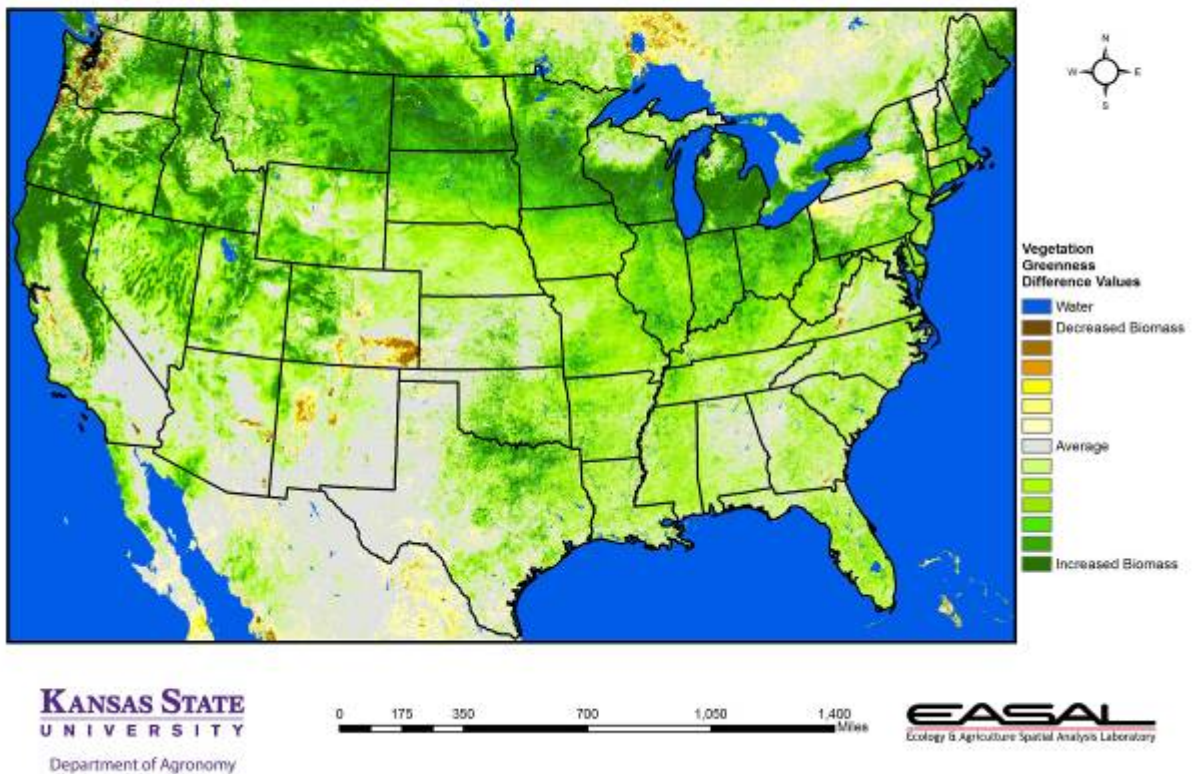 N
W E
S
Vegetation
Greenness
Difference Values
Water
Decreased Biomass
Average
Increased Biomass
KANSAS STATE
UNIVERSITY
Department of Agronomy
0 175 350 700 1,050 1,400
Miles
EASAL
Ecology & Agriculture Spatial Analysis Laboratory